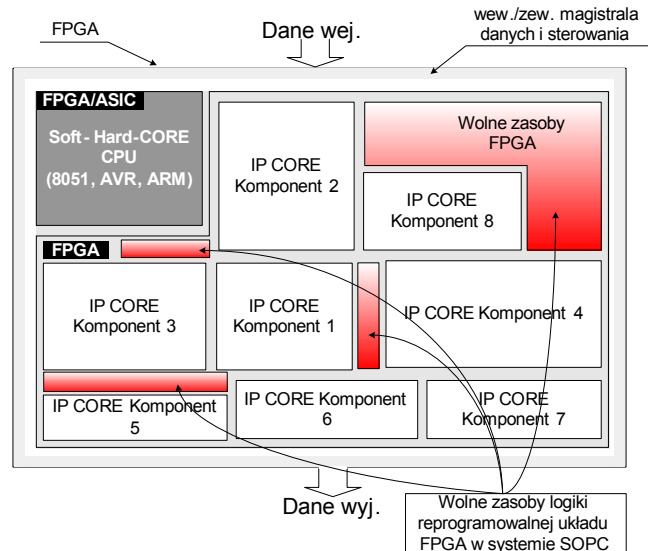 FPGA
Dane wej.
wew./zew. magistrala
danych i sterowania
FPGA/ASIC
Soft - Hard-CORE
CPU
(8051, AVR, ARM)
IP CORE
Komponent 2
Wolne zasoby
FPGA
IP CORE
Komponent 8
FPGA
IP CORE
Komponent 3
IP CORE
Komponent 1
IP CORE Komponent 4
IP CORE Komponent
5
IP CORE Komponent
6
IP CORE
Komponent 7
Dane wyj.
Wolne zasoby logiki
reprogramowalnej układu
FPGA w systemie SOPC